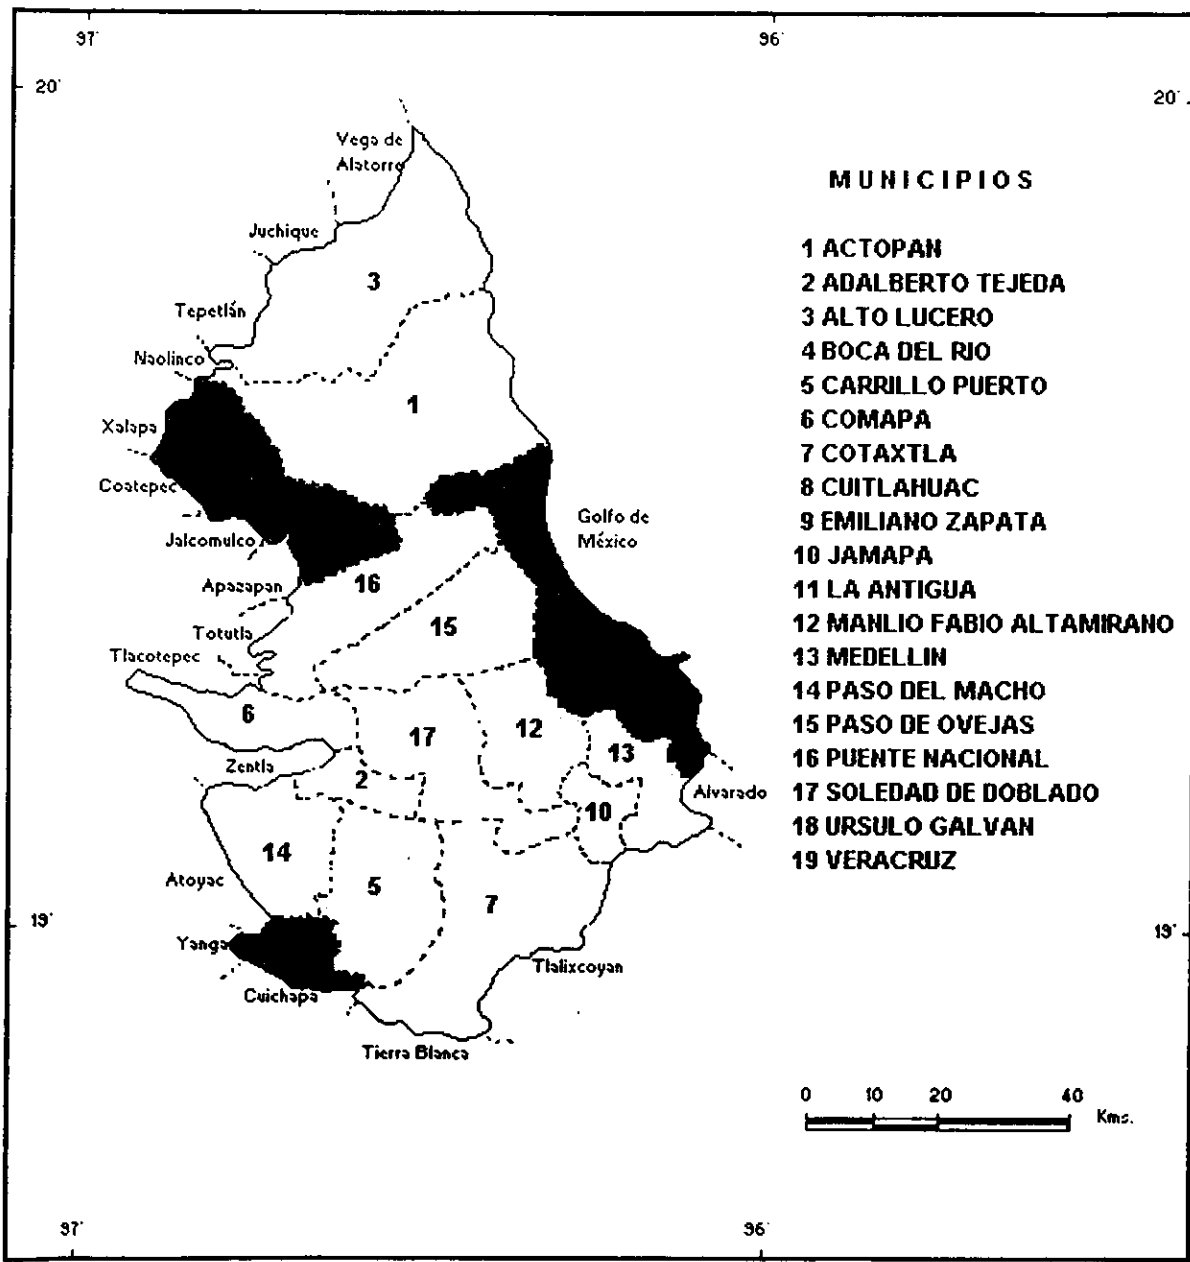 97°
96°
20°
20°
Vega de
Alatorre
MUNICIPIOS
Juchique
1 ACTOPAN
2 ADALBERTO TEJEDA
3
Tepetlán
3 ALTO LUCERO
4 BOCA DEL RIO
Naolinco
5 CARRILLO PUERTO
1
6 COMAPA
Xalapa
7 COTAXTLA
Coatepec
8 CUITLAHUAC
Golfo de
México
9 EMILIANO ZAPATA
Jalcomulco
10 JAMAPA
16
Apazapan
11 LA ANTIGUA
15
12 MANLIO FABIO ALTAMIRANO
Totutla
Tlacotepec
13 MEDELLIN
14 PASO DEL MACHO
6
15 PASO DE OVEJAS
17
12
13
16 PUENTE NACIONAL
Zentla
2
17 SOLEDAD DE DOBLADO
Alvarado
10
18 URSULO GALVAN
14
19 VERACRUZ
Atoyac
5
7
19°
19°
Yanga
Tlalixcoyan
Cuichapa
Tierra Blanca
0 10 20 40
Kms.
97°
96°